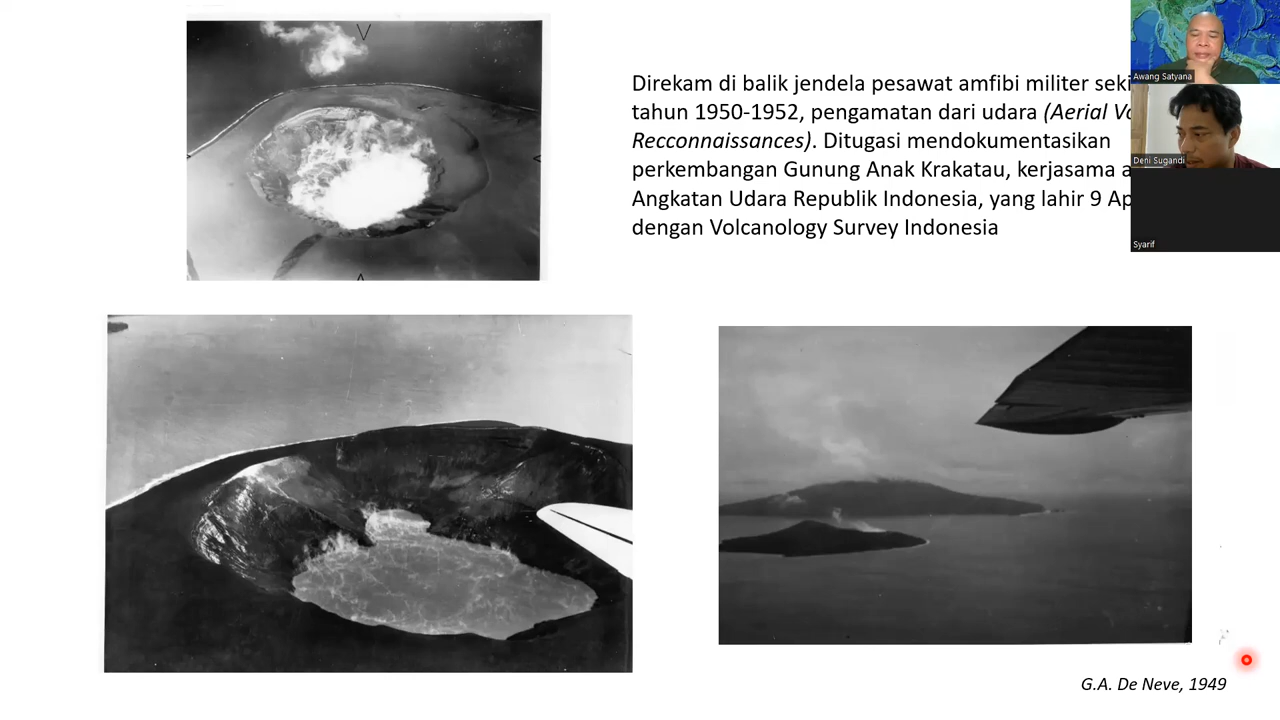 Direkam di balik jendela pesawat amfibi militer
tahun 1950-1952, pengamatan dari udara (Aerial
Recconnaissances). Ditugasi mendokumentasikan
perkembangan Gunung Anak Krakatau, kerjasama
Angkatan Udara Republik Indonesia, yang lahir 9
dengan Volcanology Survey Indonesia
G.A. De Neve, 1949
Awang Satyana
Deni Sugandi
Syarif